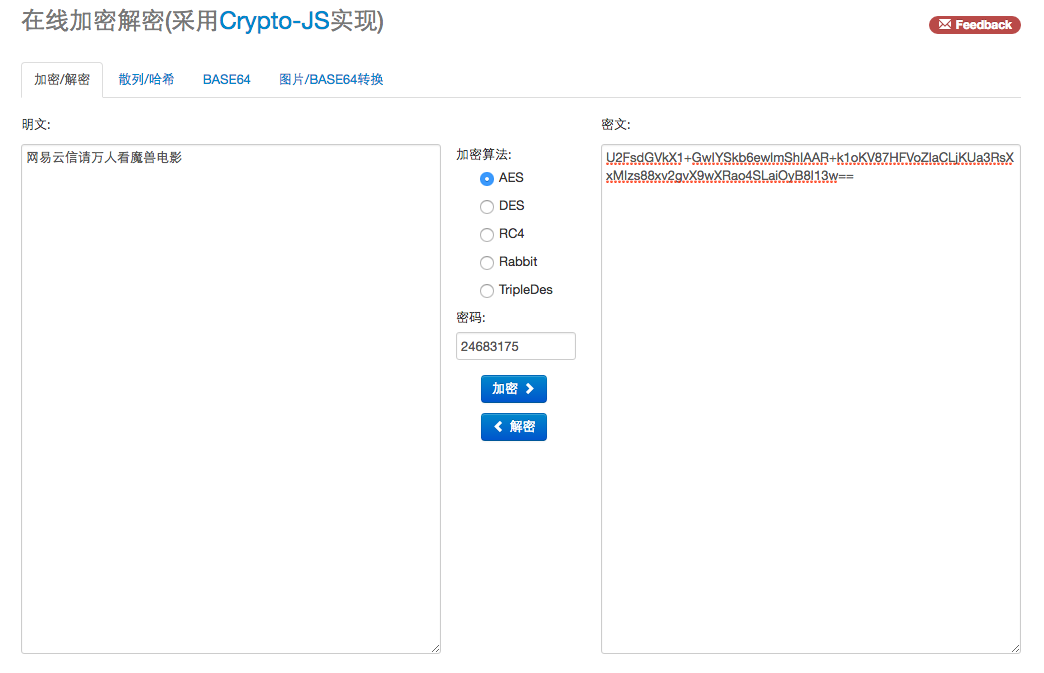 在线加密解密(采用Crypto-JS实现)
Feedback
加密/解密
散列/哈希
BASE64
图片/BASE64转换
明文:
网易云信请万人看魔兽电影
加密算法:
AES
DES
RC4
Rabbit
TripleDes
密码:
24683175
加密
解密
密文:
U2FsdGVkX1+GwIYSkb6ewImShIAAR+k1oKV87HFVoZIaCLjKUa3RsX
xMIzs88xv2gvX9wXRao4SLaiOyB8I13w==